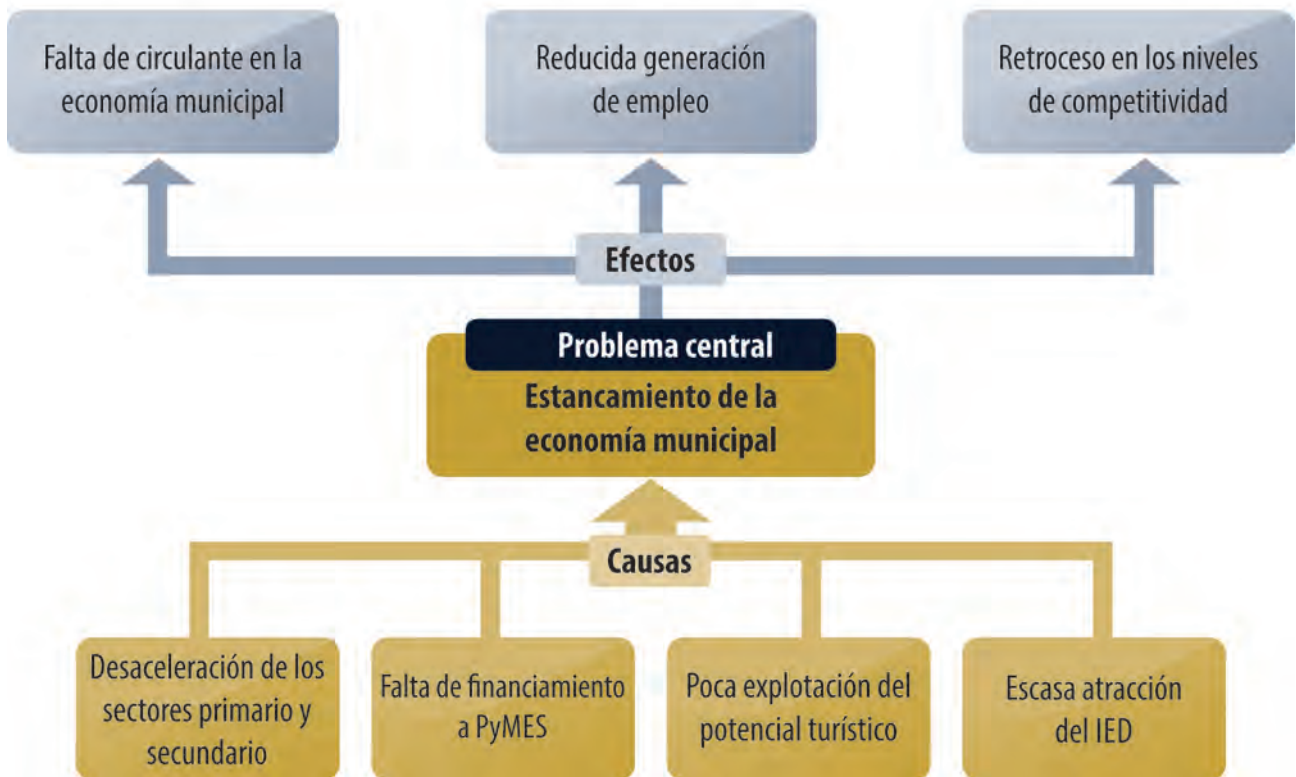 Falta de circulante en la
economía municipal
Reducida generación
de empleo
Retroceso en los niveles
de competitividad
Efectos
Problema central
Estancamiento de la
economía municipal
Causas
Desaceleración de los
sectores primario y
secundario
Falta de financiamiento
a PyMES
Poca explotación del
potencial turístico
Escasa atracción
del IED